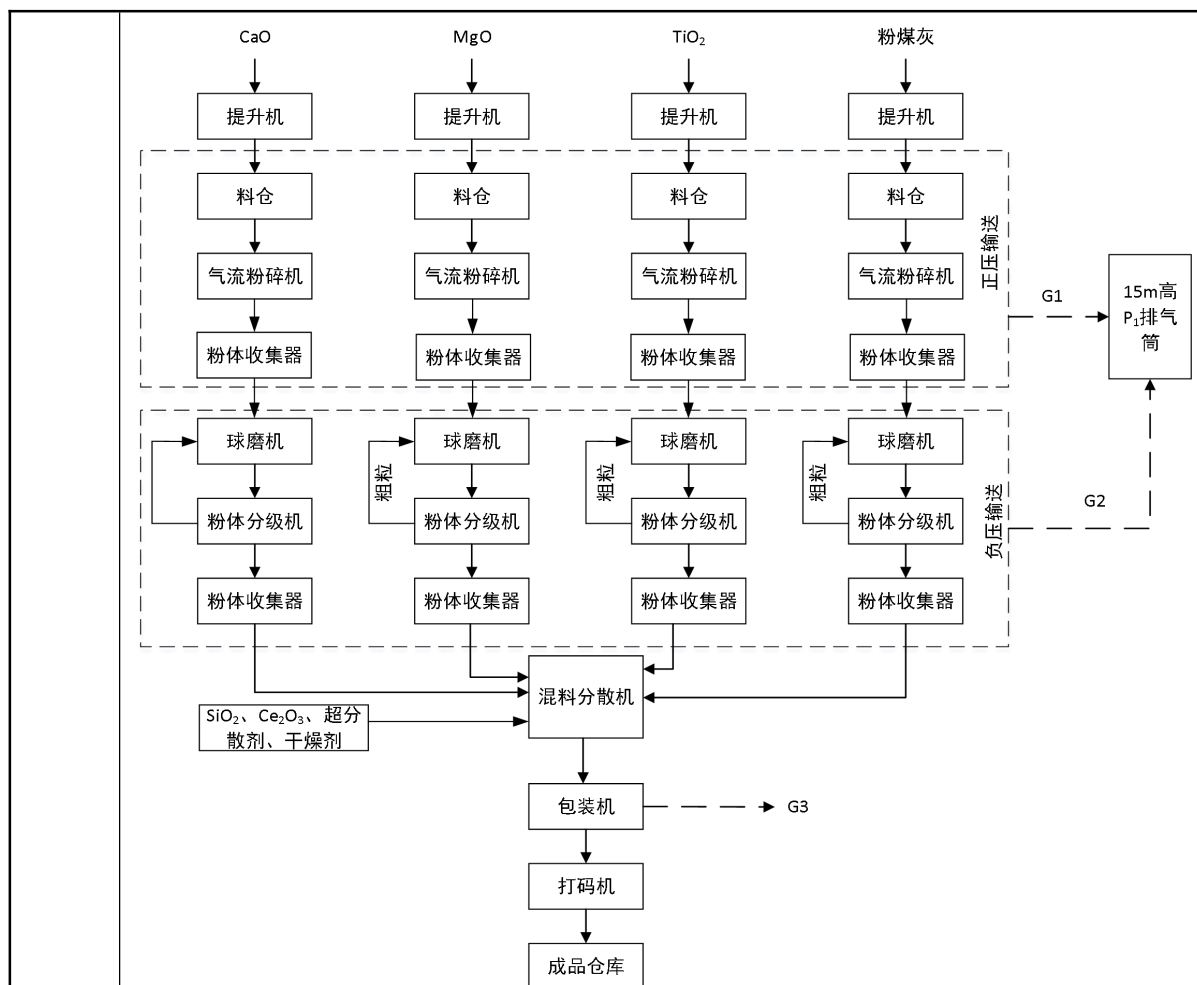 CaO
MgO
TiO₂
粉煤灰
提升机
提升机
提升机
提升机
料仓
料仓
料仓
料仓
正压输送
气流粉碎机
气流粉碎机
气流粉碎机
气流粉碎机
G1
15m高
P₁排气
筒
粉体收集器
粉体收集器
粉体收集器
粉体收集器
球磨机
球磨机
球磨机
球磨机
粗粒
粗粒
粗粒
负压输送
G2
粉体分级机
粉体分级机
粉体分级机
粉体分级机
粉体收集器
粉体收集器
粉体收集器
粉体收集器
混料分散机
SiO₂、Ce₂O₃、超分
散剂、干燥剂
包装机
G3
打码机
成品仓库